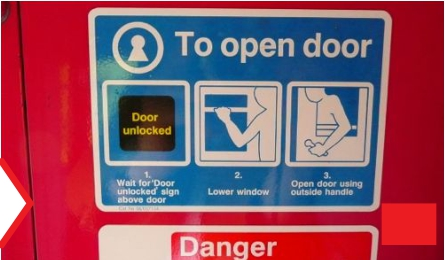 To open door
Door
unlocked
1.
Wait for 'Door
unlocked' sign
above door
2.
Lower window
3.
Open door using
outside handle
Danger